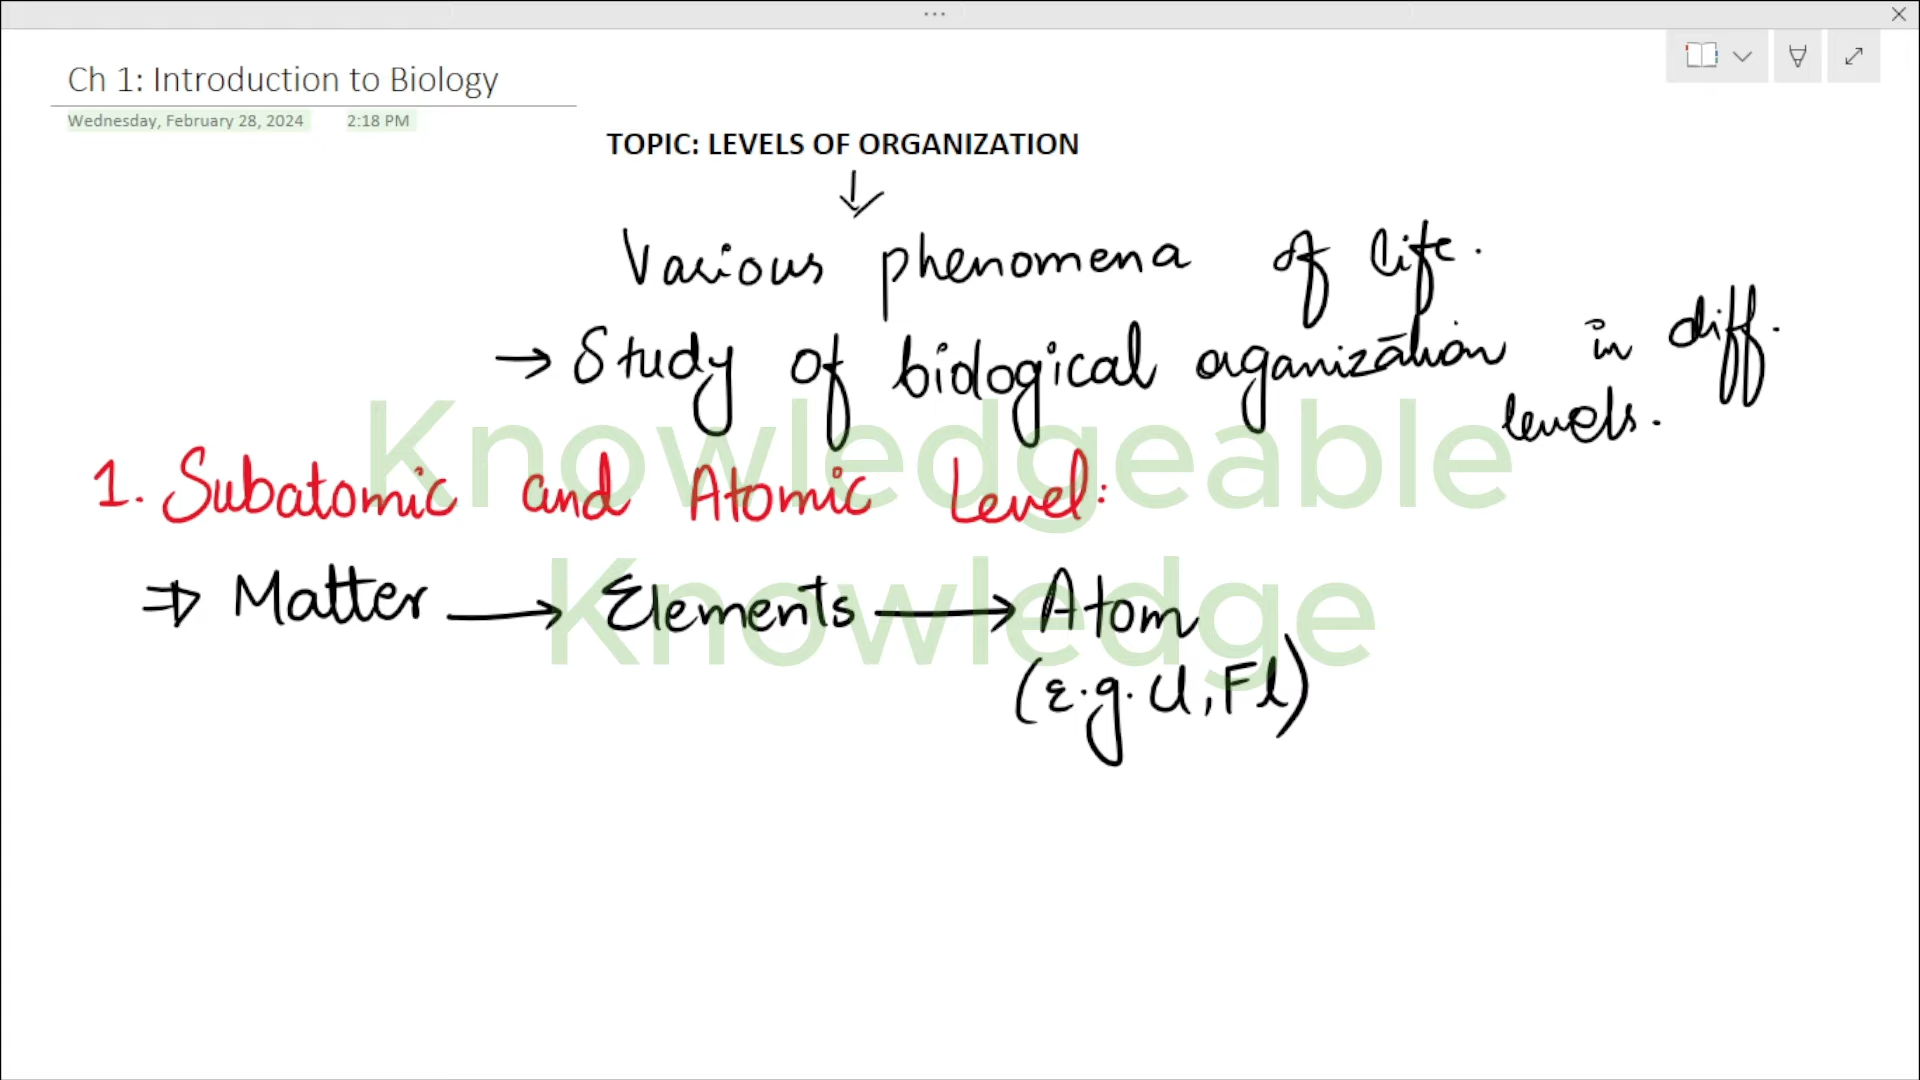 Ch 1: Introduction to Biology
Wednesday, February 28, 2024 2:18 PM
TOPIC: LEVELS OF ORGANIZATION
↓
Various phenomena of life.
→ Study of biological organization in diff.
levels.
1. Subatomic and Atomic Level:
⇒ Matter → Elements → Atom
(E.g. Cl, Fl)
Knowledgeable
Knowledge